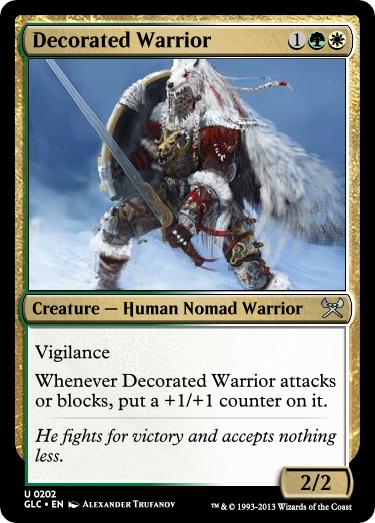 Decorated Warrior 1
Creature — Human Nomad Warrior
Vigilance
Whenever Decorated Warrior attacks
or blocks, put a +1/+1 counter on it.
He fights for victory and accepts nothing
less.
2/2
U 0202
GLC • EN Alexander Trufanov
™ & © 1993-2013 Wizards of the Coast